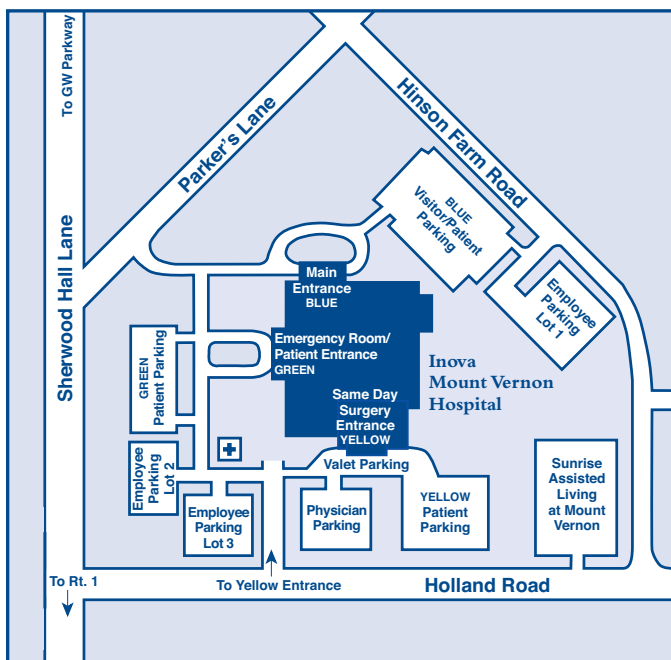 To GW Parkway
Parker's Lane
Hinson Farm Road
Sherwood Hall Lane
BLUE
Visitor/Patient
Parking
Main
Entrance
BLUE
Employee
Parking
Lot 1
Emergency Room/
Patient Entrance
GREEN
GREEN
Patient Parking
Inova
Mount Vernon
Hospital
Same Day
Surgery
Entrance
YELLOW
Valet Parking
Employee
Parking
Lot 2
Employee
Parking
Lot 3
Physician
Parking
YELLOW
Patient
Parking
Sunrise
Assisted
Living
at Mount
Vernon
To Rt. 1
To Yellow Entrance
Holland Road